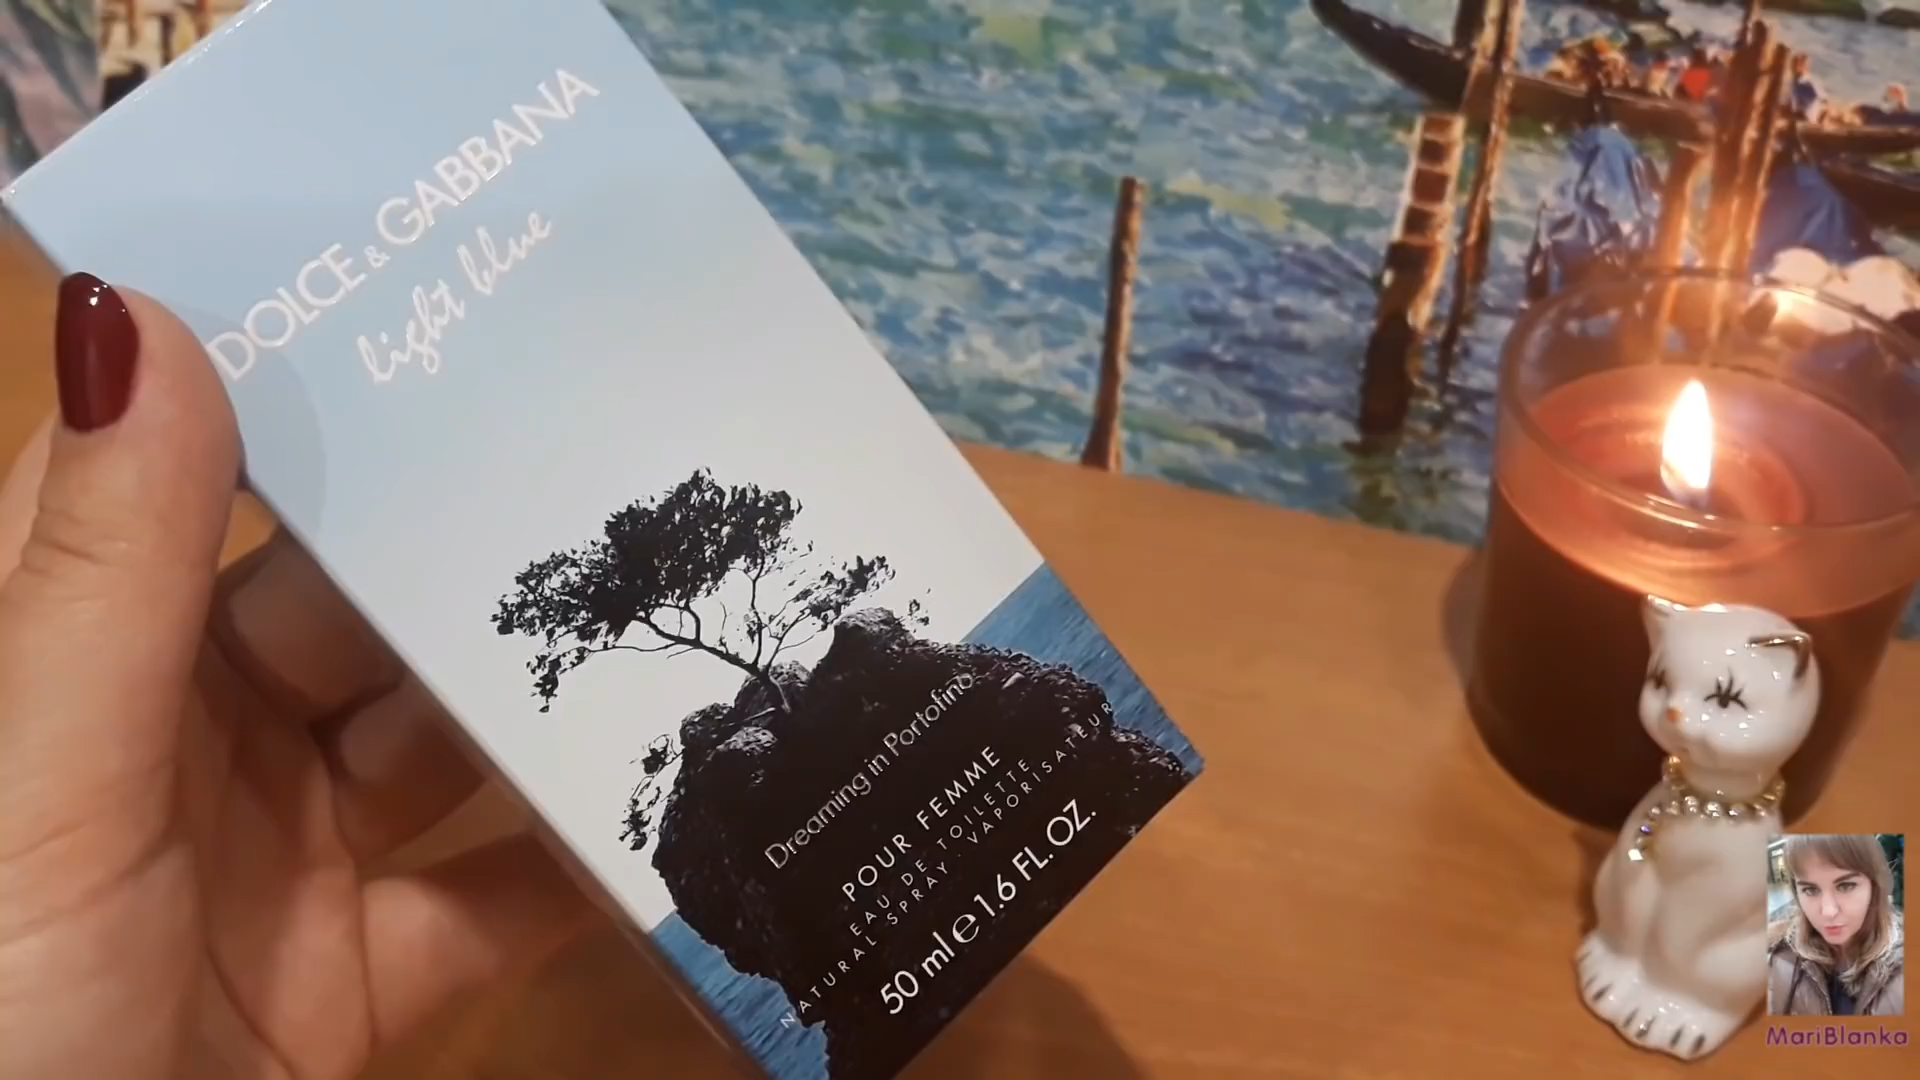 DOLCE & GABBANA
light blue
Dreaming in Portofino
POUR FEMME
EAU DE TOILETTE
NATURAL SPRAY · VAPORISATEUR
50 ml e 1.6 FL.OZ.
MariBlanka